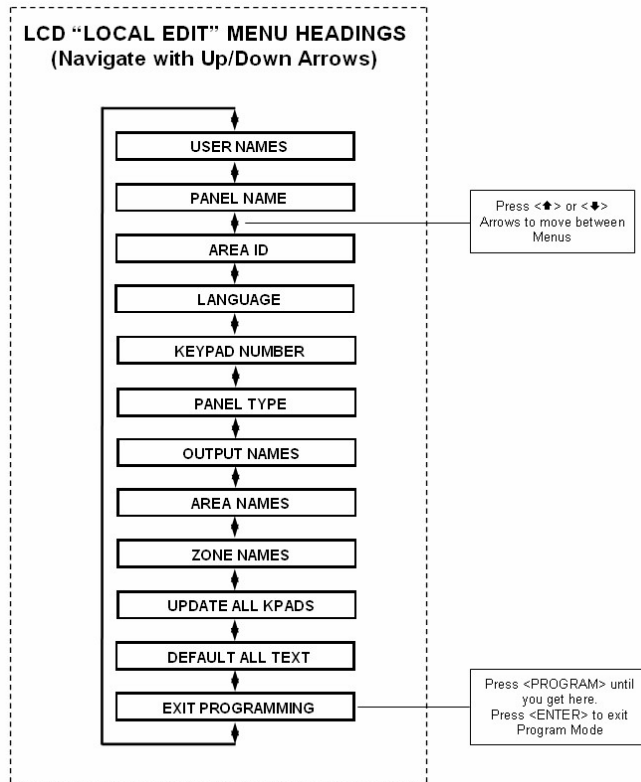 LCD “LOCAL EDIT” MENU HEADINGS
(Navigate with Up/Down Arrows)
USER NAMES
PANEL NAME
Press <⬆> or <⬇>
Arrows to move between
Menus
AREA ID
LANGUAGE
KEYPAD NUMBER
PANEL TYPE
OUTPUT NAMES
AREA NAMES
ZONE NAMES
UPDATE ALL KPADS
DEFAULT ALL TEXT
EXIT PROGRAMMING
Press <PROGRAM> until
you get here.
Press <ENTER> to exit
Program Mode